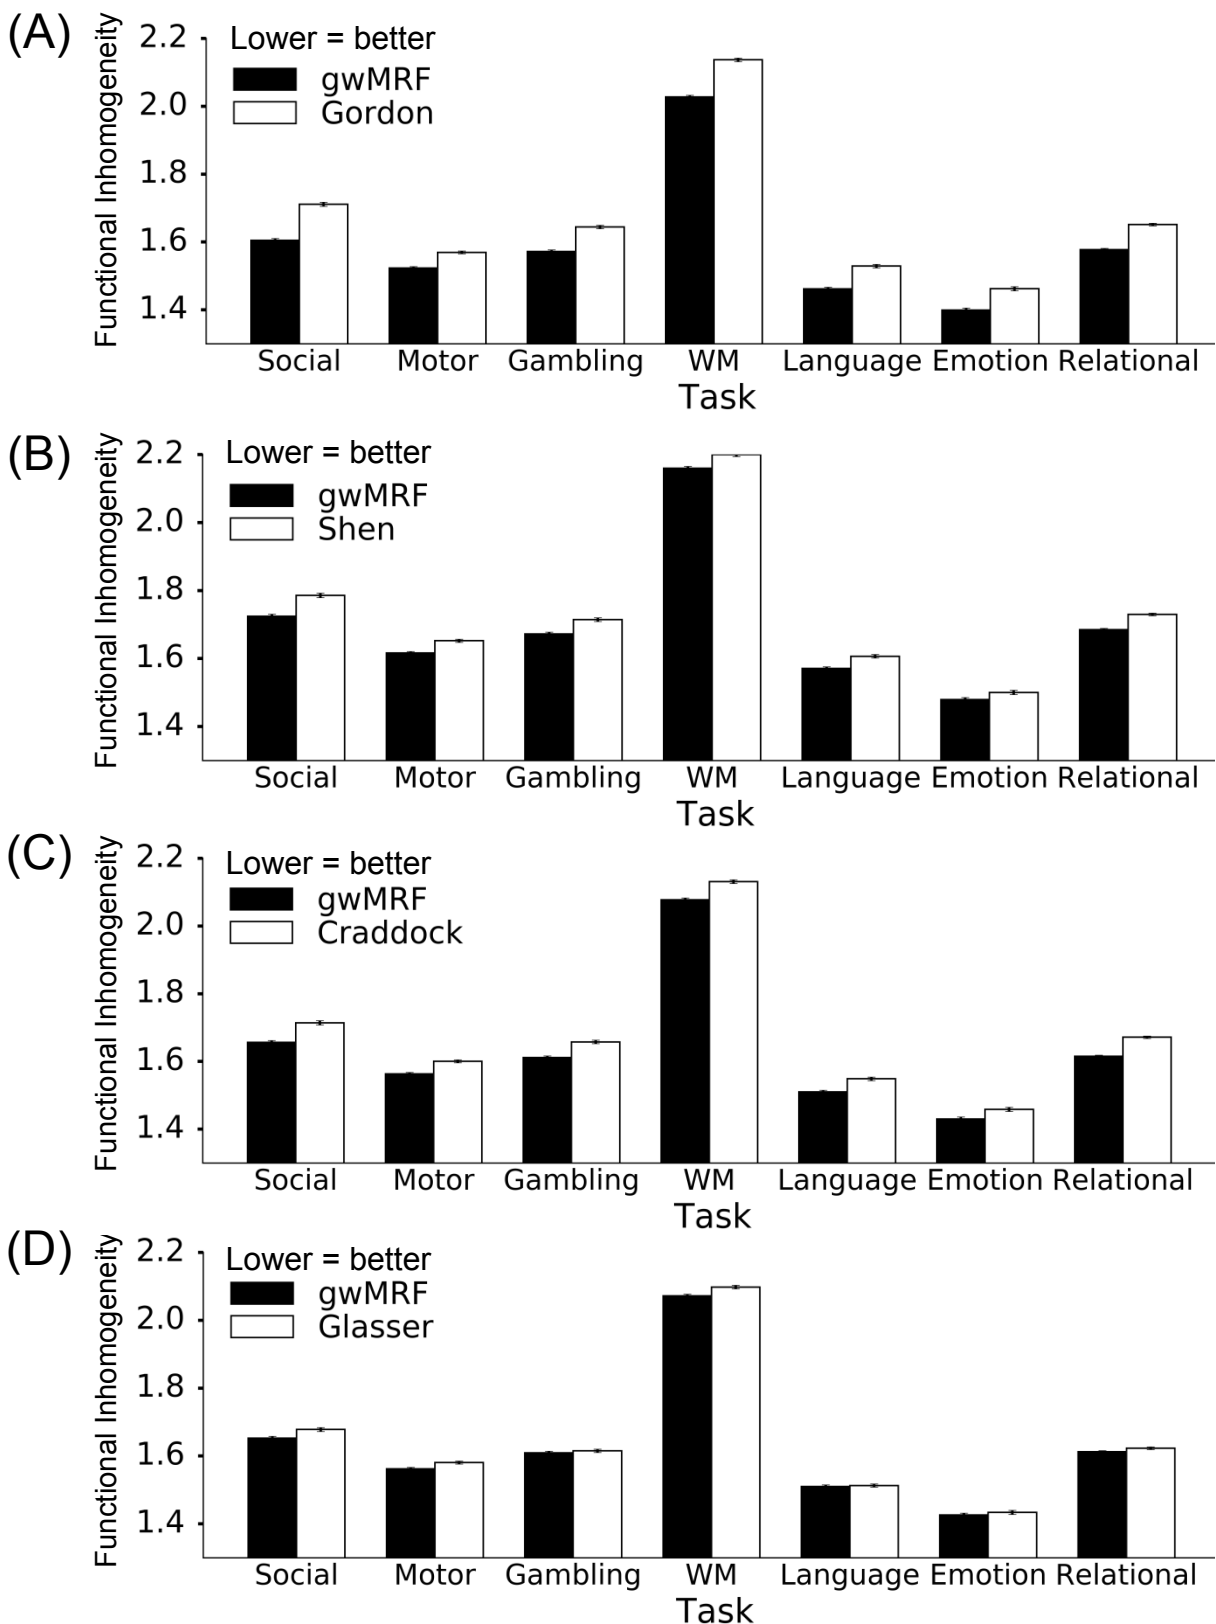 (A)
Functional Inhomogeneity
2.2
2.0
1.8
1.6
1.4
Lower = better
gwMRF
Gordon
Social Motor Gambling WM Language Emotion Relational
Task
(B)
Functional Inhomogeneity
2.2
2.0
1.8
1.6
1.4
Lower = better
gwMRF
Shen
Social Motor Gambling WM Language Emotion Relational
Task
(C)
Functional Inhomogeneity
2.2
2.0
1.8
1.6
1.4
Lower = better
gwMRF
Craddock
Social Motor Gambling WM Language Emotion Relational
Task
(D)
Functional Inhomogeneity
2.2
2.0
1.8
1.6
1.4
Lower = better
gwMRF
Glasser
Social Motor Gambling WM Language Emotion Relational
Task